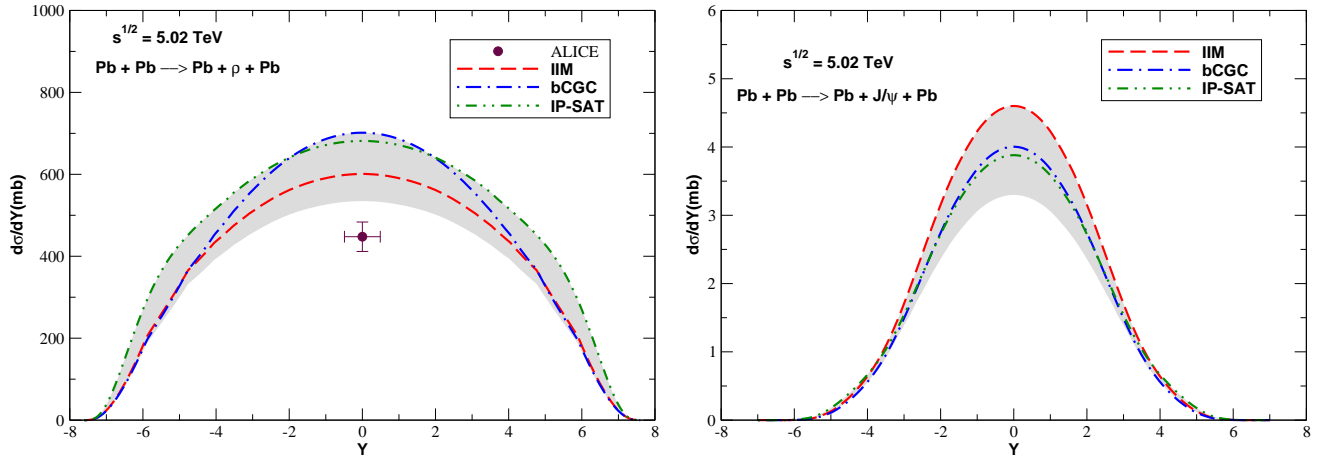 s^1/2 = 5.02 TeV
Pb + Pb —> Pb + ρ + Pb
ALICE
IIM
bCGC
IP-SAT
1000
800
600
400
200
0
dσ/dY(mb)
-8 -6 -4 -2 0 2 4 6 8
Y
s^1/2 = 5.02 TeV
Pb + Pb —> Pb + J/ψ + Pb
IIM
bCGC
IP-SAT
6
5
4
3
2
1
0
dσ/dY(mb)
-8 -6 -4 -2 0 2 4 6 8
Y